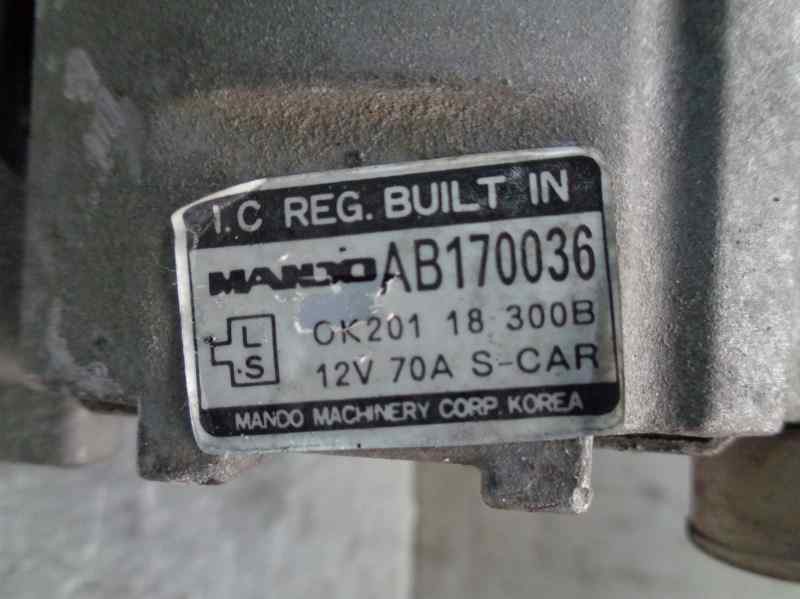 I.C REG. BUILT IN
MANDO AB170036
OK201 18 300B
L
S
12V 70A S-CAR
MANDO MACHINERY CORP. KOREA